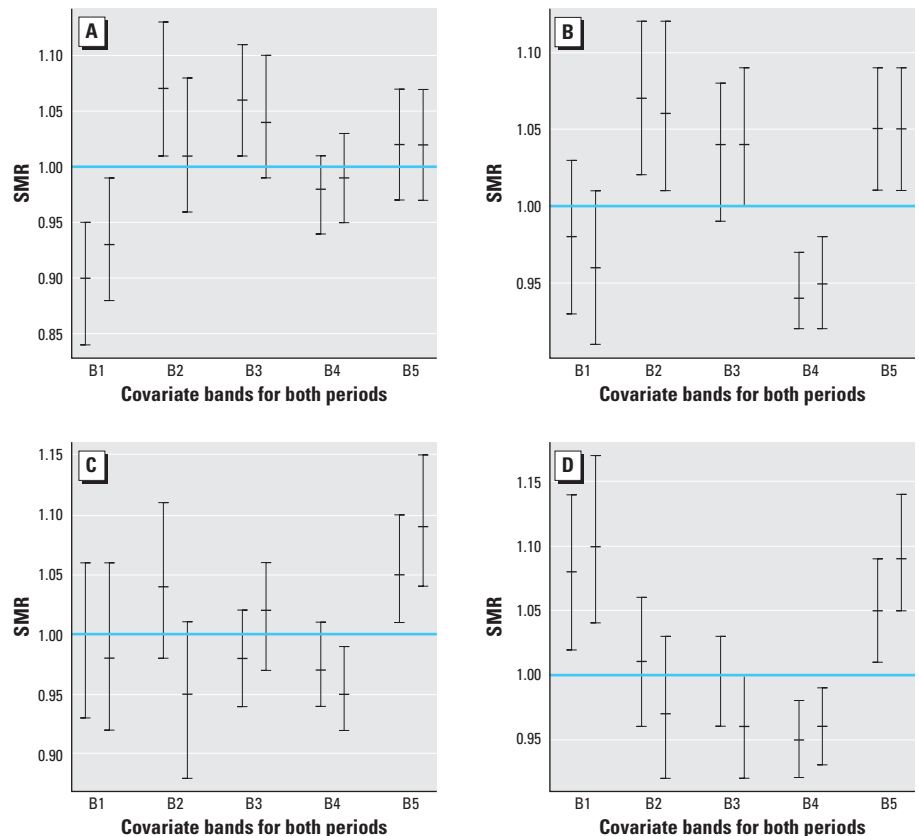 A
SMR
1.10
1.05
1.00
0.95
0.90
0.85
B1 B2 B3 B4 B5
Covariate bands for both periods
B
SMR
1.10
1.05
1.00
0.95
B1 B2 B3 B4 B5
Covariate bands for both periods
C
SMR
1.15
1.10
1.05
1.00
0.95
0.90
B1 B2 B3 B4 B5
Covariate bands for both periods
D
SMR
1.15
1.10
1.05
1.00
0.95
B1 B2 B3 B4 B5
Covariate bands for both periods